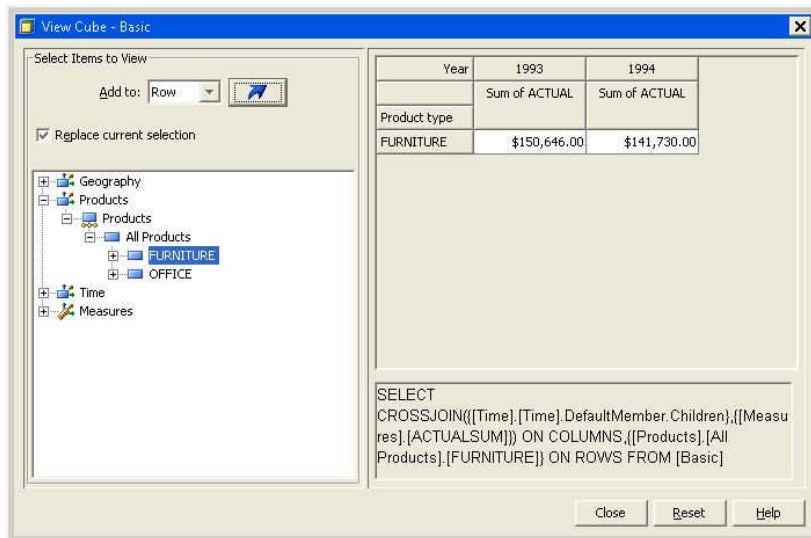 View Cube - Basic
Select Items to View
Add to: Row
Replace current selection
Geography
Products
Products
All Products
FURNITURE
OFFICE
Time
Measures
Year 1993 1994
Sum of ACTUAL Sum of ACTUAL
Product type
FURNITURE $150,646.00 $141,730.00
SELECT
CROSSJOIN({[Time].[Time].DefaultMember.Children},{[Measu
res].[ACTUALSUM]}) ON COLUMNS,{[Products].[All
Products].[FURNITURE]} ON ROWS FROM [Basic]
Close Reset Help